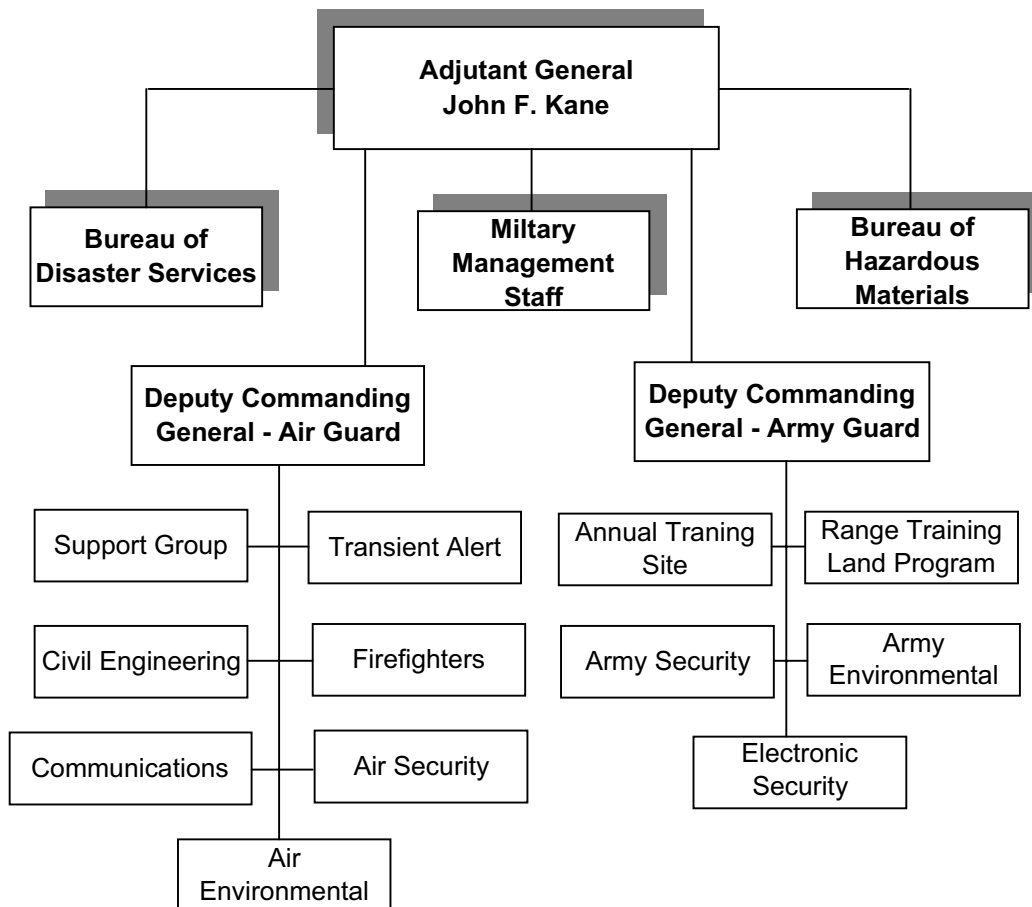 Adjutant General
John F. Kane
Bureau of
Disaster Services
Miltary
Management
Staff
Bureau of
Hazardous
Materials
Deputy Commanding
General - Air Guard
Deputy Commanding
General - Army Guard
Support Group
Transient Alert
Annual Traning
Site
Range Training
Land Program
Civil Engineering
Firefighters
Army Security
Army
Environmental
Communications
Air Security
Electronic
Security
Air
Environmental